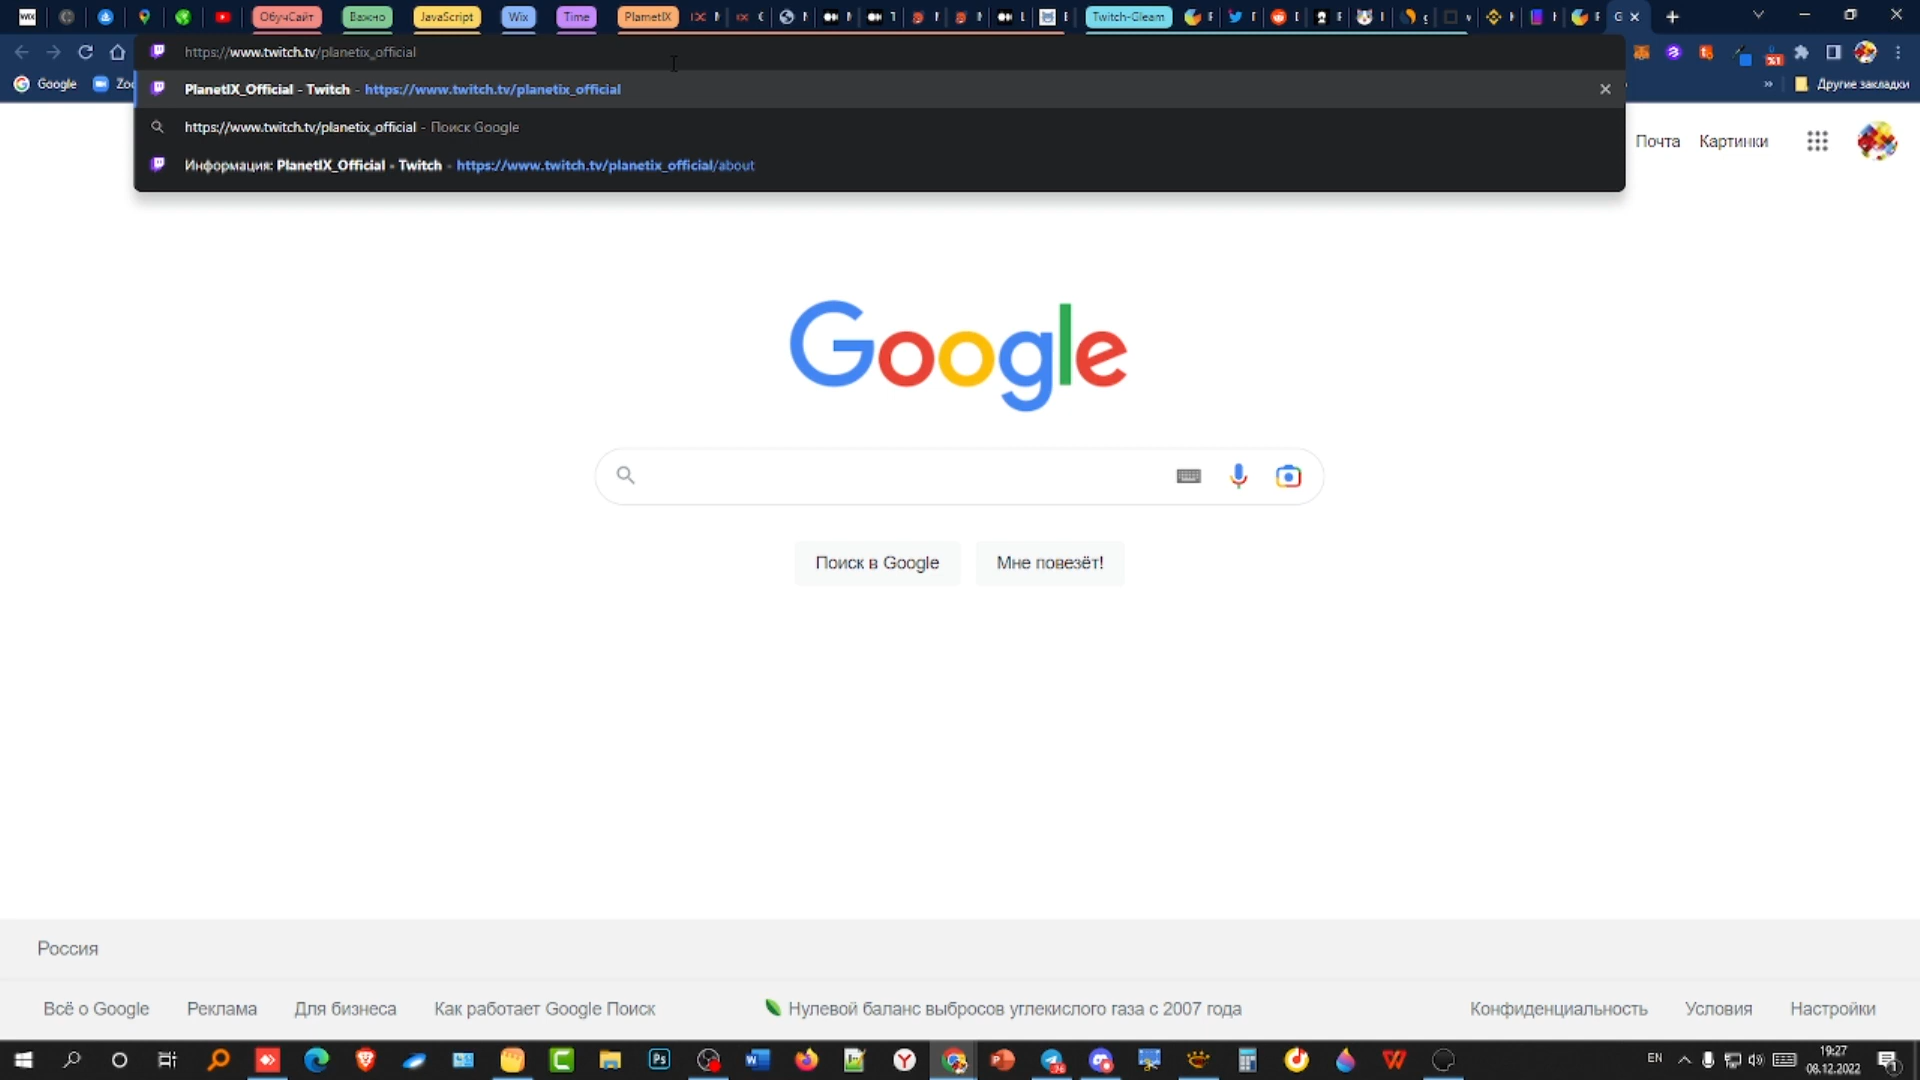 ОбучСайт Важно JavaScript Wix Time PlametIX Twitch-Gleam
https://www.twitch.tv/planetix_official
Google Zoo Другие закладки
PlanetIX_Official - Twitch - https://www.twitch.tv/planetix_official
https://www.twitch.tv/planetix_official - Поиск Google
Информация: PlanetIX_Official - Twitch - https://www.twitch.tv/planetix_official/about
Почта Картинки
Google
Поиск в Google Мне повезёт!
Россия
Всё о Google Реклама Для бизнеса Как работает Google Поиск Нулевой баланс выбросов углекислого газа с 2007 года Конфиденциальность Условия Настройки
EN 19:27
08.12.2022